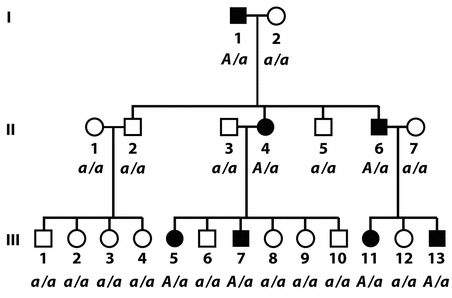 I
1 2
A/a a/a
II
1 2 3 4 5 6 7
a/a a/a a/a A/a a/a A/a a/a
III
1 2 3 4 5 6 7 8 9 10 11 12 13
a/a a/a a/a a/a A/a a/a A/a a/a a/a a/a A/a a/a A/a